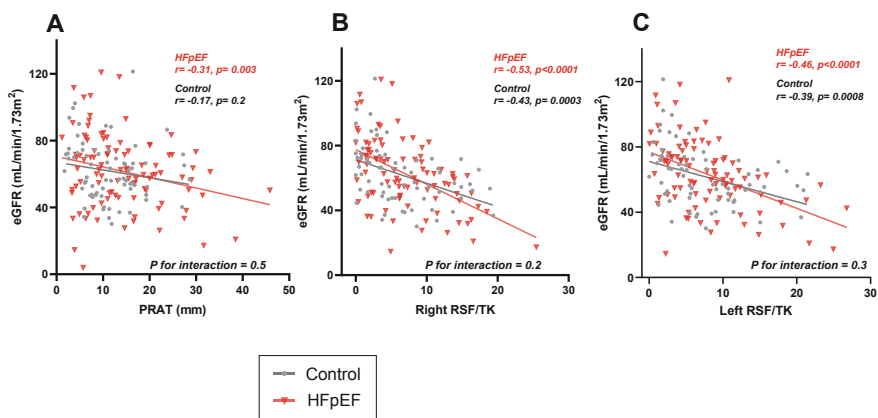 A
HFpEF
r= -0.31, p= 0.003
Control
r= -0.17, p= 0.2
eGFR (mL/min/1.73m²)
120
80
40
0
0
10
20
30
40
50
P for interaction = 0.5
PRAT (mm)
B
HFpEF
r= -0.53, p<0.0001
Control
r= -0.43, p= 0.0003
eGFR (mL/min/1.73m²)
120
80
40
0
0
10
20
30
P for interaction = 0.2
Right RSF/TK
C
HFpEF
r= -0.46, p<0.0001
Control
r= -0.39, p= 0.0008
eGFR (mL/min/1.73m²)
120
80
40
0
0
10
20
30
P for interaction = 0.3
Left RSF/TK
Control
HFpEF